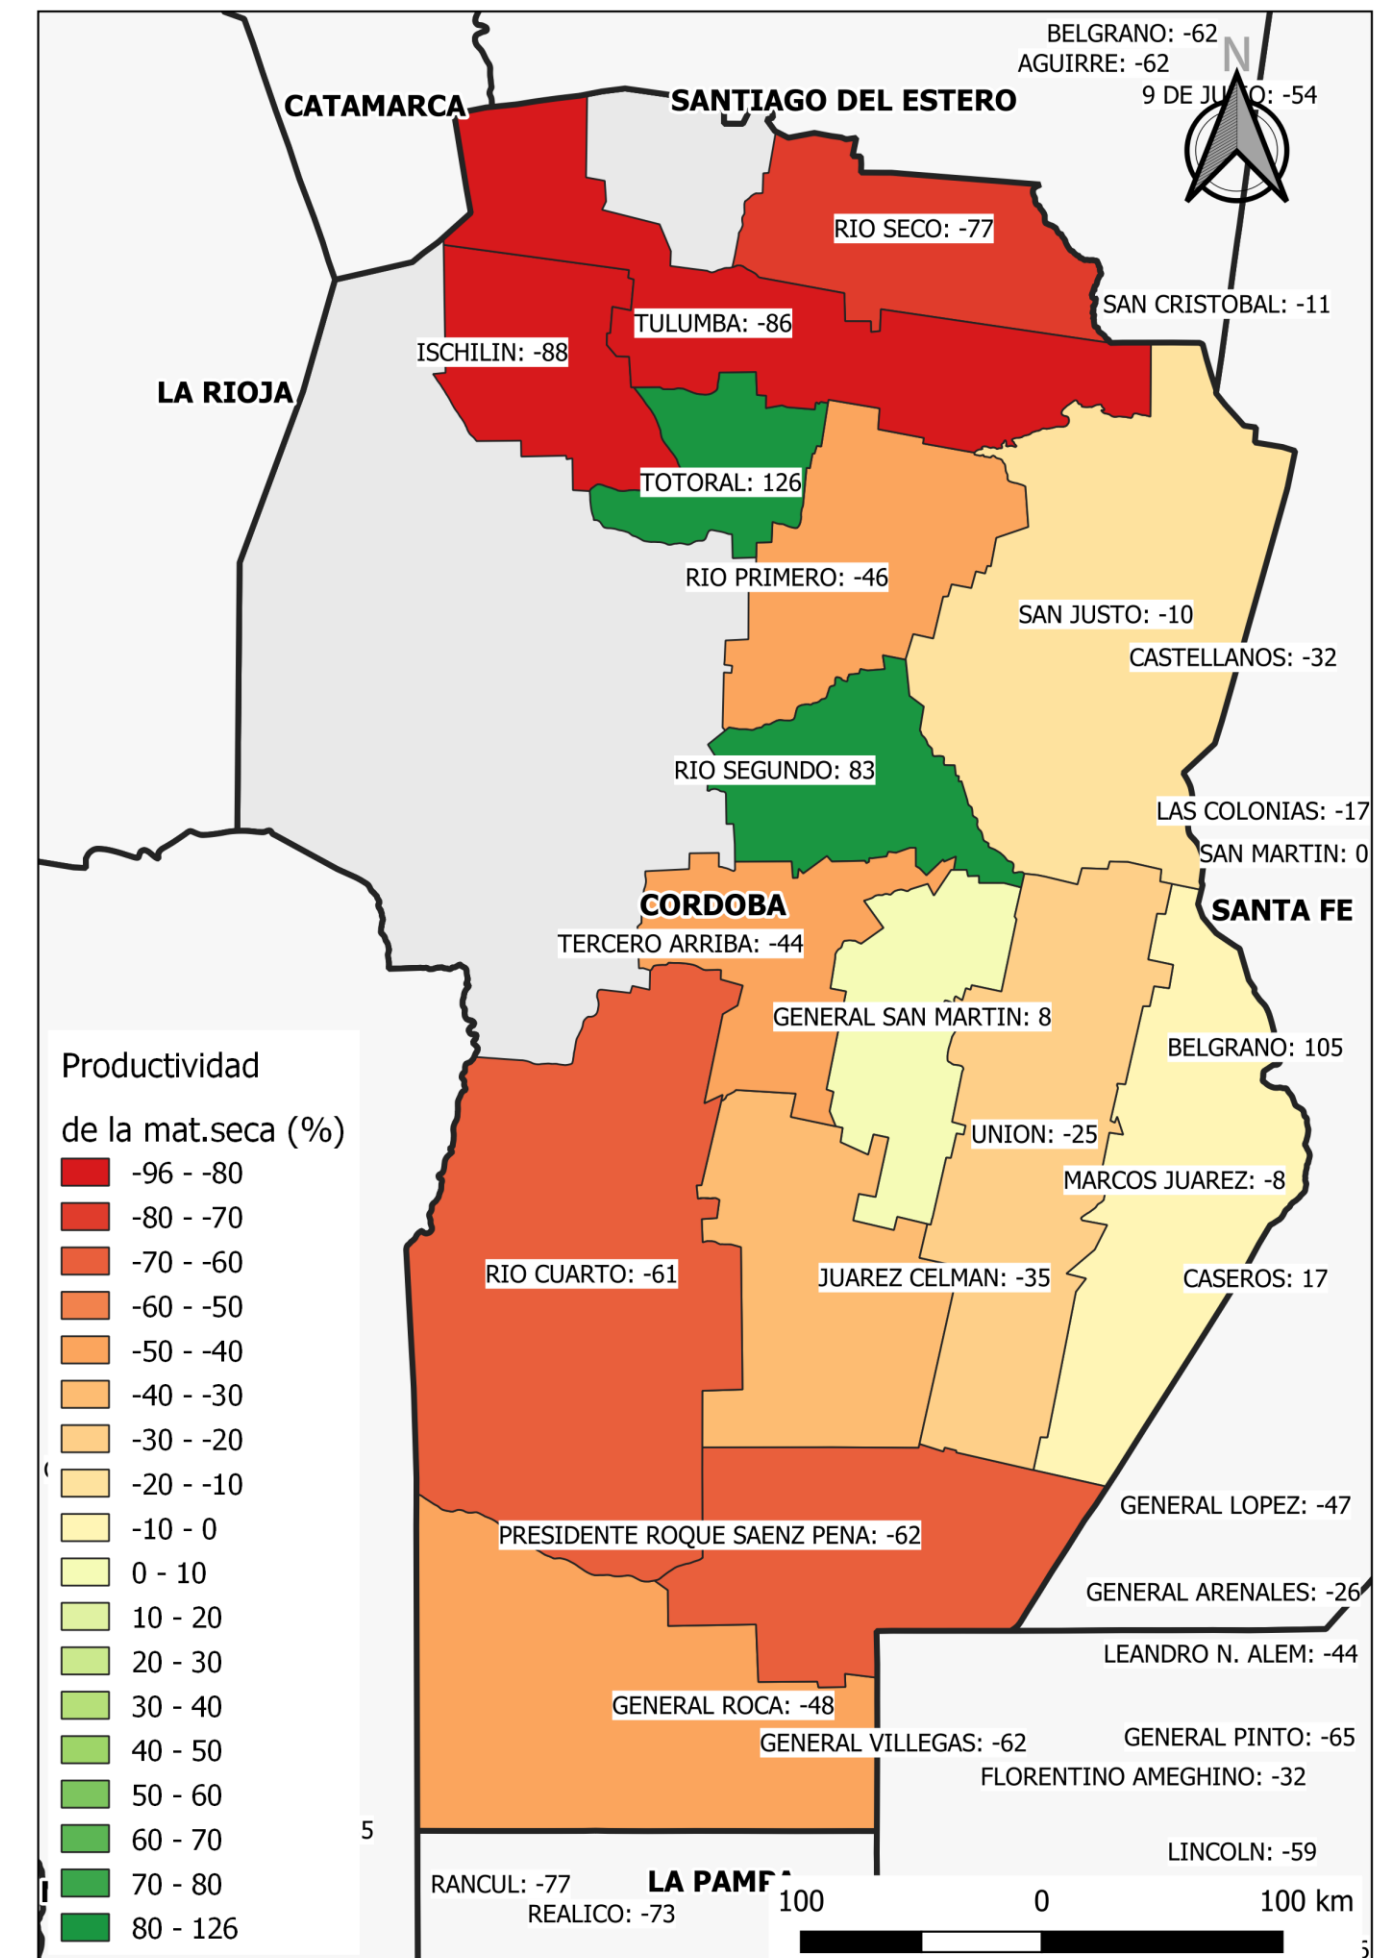 BELGRANO: -62
N
AGUIRRE: -62
9 DE JULIO: -54
CATAMARCA
SANTIAGO DEL ESTERO
RIO SECO: -77
SAN CRISTOBAL: -11
TULUMBA: -86
ISCHILIN: -88
LA RIOJA
TOTORAL: 126
RIO PRIMERO: -46
SAN JUSTO: -10
CASTELLANOS: -32
RIO SEGUNDO: 83
LAS COLONIAS: -17
SAN MARTIN: 0
CORDOBA
SANTA FE
TERCERO ARRIBA: -44
GENERAL SAN MARTIN: 8
BELGRANO: 105
UNION: -25
MARCOS JUAREZ: -8
RIO CUARTO: -61
JUAREZ CELMAN: -35
CASEROS: 17
GENERAL LOPEZ: -47
PRESIDENTE ROQUE SAENZ PENA: -62
GENERAL ARENALES: -26
LEANDRO N. ALEM: -44
GENERAL ROCA: -48
GENERAL VILLEGAS: -62
GENERAL PINTO: -65
FLORENTINO AMEGHINO: -32
5
LINCOLN: -59
RANCUL: -77
LA PAMPA
REALICO: -73
Productividad
de la mat.seca (%)
-96 - -80
-80 - -70
-70 - -60
-60 - -50
-50 - -40
-40 - -30
-30 - -20
-20 - -10
-10 - 0
0 - 10
10 - 20
20 - 30
30 - 40
40 - 50
50 - 60
60 - 70
70 - 80
80 - 126
100 0 100 km